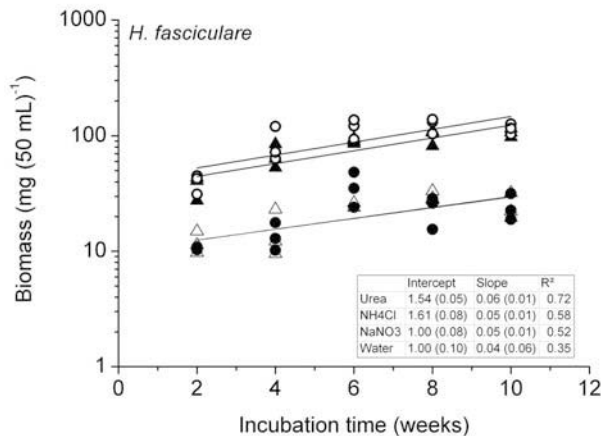 H. fasciculare
1000
100
10
1
Biomass (mg (50 mL)⁻¹)
Intercept Slope R²
Urea 1.54 (0.05) 0.06 (0.01) 0.72
NH4Cl 1.61 (0.08) 0.05 (0.01) 0.58
NaNO3 1.00 (0.08) 0.05 (0.01) 0.52
Water 1.00 (0.10) 0.04 (0.06) 0.35
0 2 4 6 8 10 12
Incubation time (weeks)